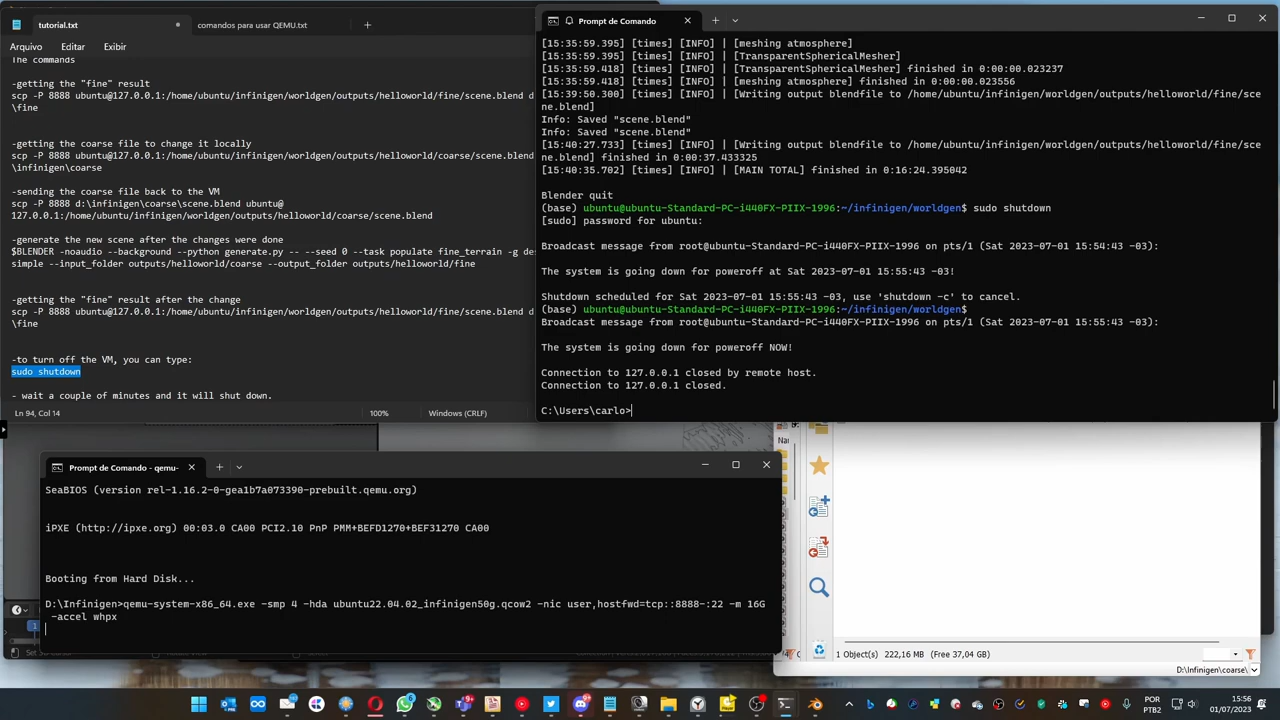 tutorial.txt
comandos para usar QEMU.txt
Arquivo
Editar
Exibir
The commands
-getting the "fine" result
scp -P 8888 ubuntu@127.0.0.1:/home/ubuntu/infinigen/worldgen/outputs/helloworld/fine/scene.blend d
\fine
-getting the coarse file to change it locally
scp -P 8888 ubuntu@127.0.0.1:/home/ubuntu/infinigen/worldgen/outputs/helloworld/coarse/scene.blend
\infinigen\coarse
-sending the coarse file back to the VM
scp -P 8888 d:\infinigen\coarse\scene.blend ubuntu@
127.0.0.1:/home/ubuntu/infinigen/worldgen/outputs/helloworld/coarse/scene.blend
-generate the new scene after the changes were done
$BLENDER -noaudio --background --python generate.py -- --seed 0 --task populate fine_terrain -g des
simple --input_folder outputs/helloworld/coarse --output_folder outputs/helloworld/fine
-getting the "fine" result after the change
scp -P 8888 ubuntu@127.0.0.1:/home/ubuntu/infinigen/worldgen/outputs/helloworld/fine/scene.blend d
\fine
-to turn off the VM, you can type:
sudo shutdown
- wait a couple of minutes and it will shut down.
Ln 94, Col 14
100%
Windows (CRLF)
Prompt de Comando
[15:35:59.395] [times] [INFO] | [meshing atmosphere]
[15:35:59.395] [times] [INFO] | [TransparentSphericalMesher]
[15:35:59.418] [times] [INFO] | [TransparentSphericalMesher] finished in 0:00:00.023237
[15:35:59.418] [times] [INFO] | [meshing atmosphere] finished in 0:00:00.023556
[15:39:50.300] [times] [INFO] | [Writing output blendfile to /home/ubuntu/infinigen/worldgen/outputs/helloworld/fine/sce
ne.blend]
Info: Saved "scene.blend"
Info: Saved "scene.blend"
[15:40:27.733] [times] [INFO] | [Writing output blendfile to /home/ubuntu/infinigen/worldgen/outputs/helloworld/fine/sce
ne.blend] finished in 0:00:37.433325
[15:40:35.702] [times] [INFO] | [MAIN TOTAL] finished in 0:16:24.395042
Blender quit
(base) ubuntu@ubuntu-Standard-PC-i440FX-PIIX-1996:~/infinigen/worldgen$ sudo shutdown
[sudo] password for ubuntu:
Broadcast message from root@ubuntu-Standard-PC-i440FX-PIIX-1996 on pts/1 (Sat 2023-07-01 15:54:43 -03):
The system is going down for poweroff at Sat 2023-07-01 15:55:43 -03!
Shutdown scheduled for Sat 2023-07-01 15:55:43 -03, use 'shutdown -c' to cancel.
(base) ubuntu@ubuntu-Standard-PC-i440FX-PIIX-1996:~/infinigen/worldgen$
Broadcast message from root@ubuntu-Standard-PC-i440FX-PIIX-1996 on pts/1 (Sat 2023-07-01 15:55:43 -03):
The system is going down for poweroff NOW!
Connection to 127.0.0.1 closed by remote host.
Connection to 127.0.0.1 closed.
C:\Users\carlo>
Prompt de Comando - qemu-
SeaBIOS (version rel-1.16.2-0-gea1b7a073390-prebuilt.qemu.org)
iPXE (http://ipxe.org) 00:03.0 CA00 PCI2.10 PnP PMM+BEFD1270+BEF31270 CA00
Booting from Hard Disk...
D:\Infinigen>qemu-system-x86_64.exe -smp 4 -hda ubuntu22.04.02_infinigen50g.qcow2 -nic user,hostfwd=tcp::8888-:22 -m 16G
-accel whpx
Nar
1 Object(s) 222,16 MB (Free 37,04 GB)
D:\Infinigen\coarse\
POR
PTB2
15:56
01/07/2023